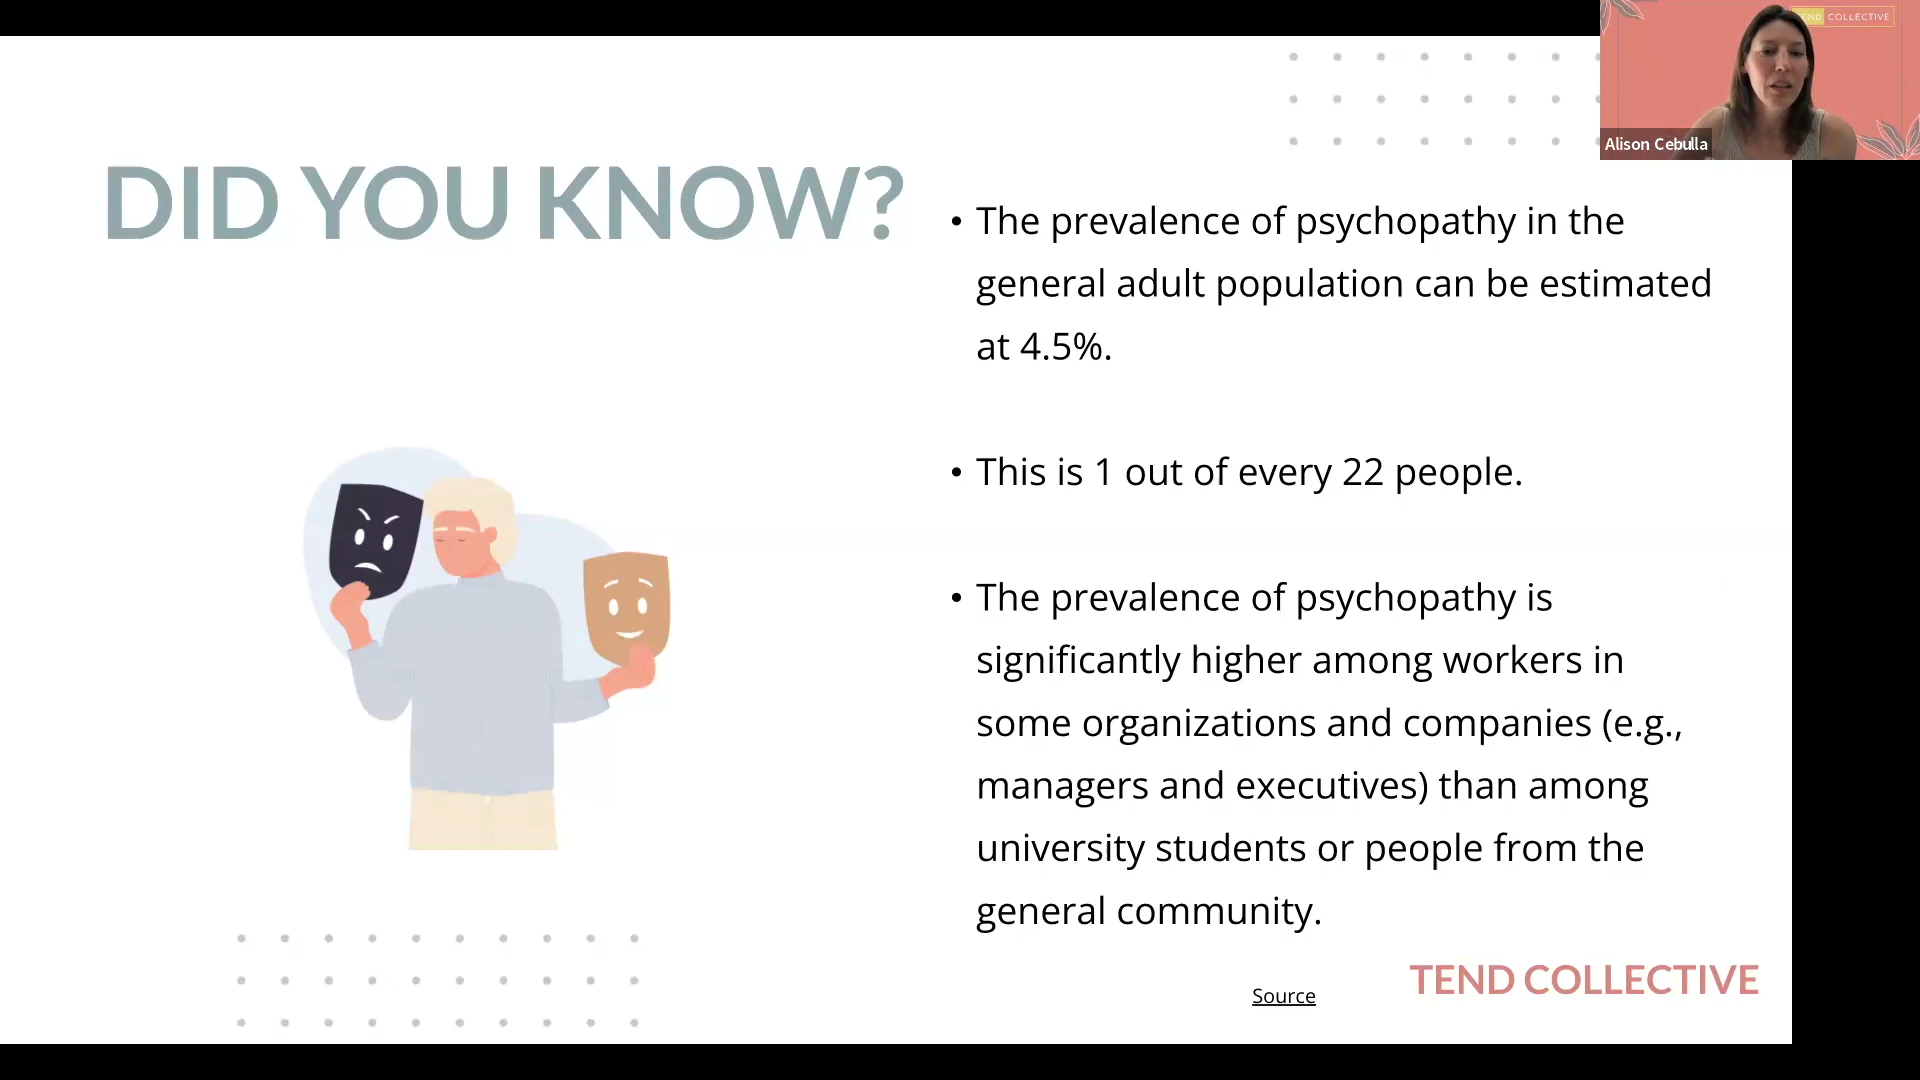 TEND COLLECTIVE
Alison Cebulla
DID YOU KNOW?
• The prevalence of psychopathy in the
general adult population can be estimated
at 4.5%.
• This is 1 out of every 22 people.
• The prevalence of psychopathy is
significantly higher among workers in
some organizations and companies (e.g.,
managers and executives) than among
university students or people from the
general community.
Source
TEND COLLECTIVE